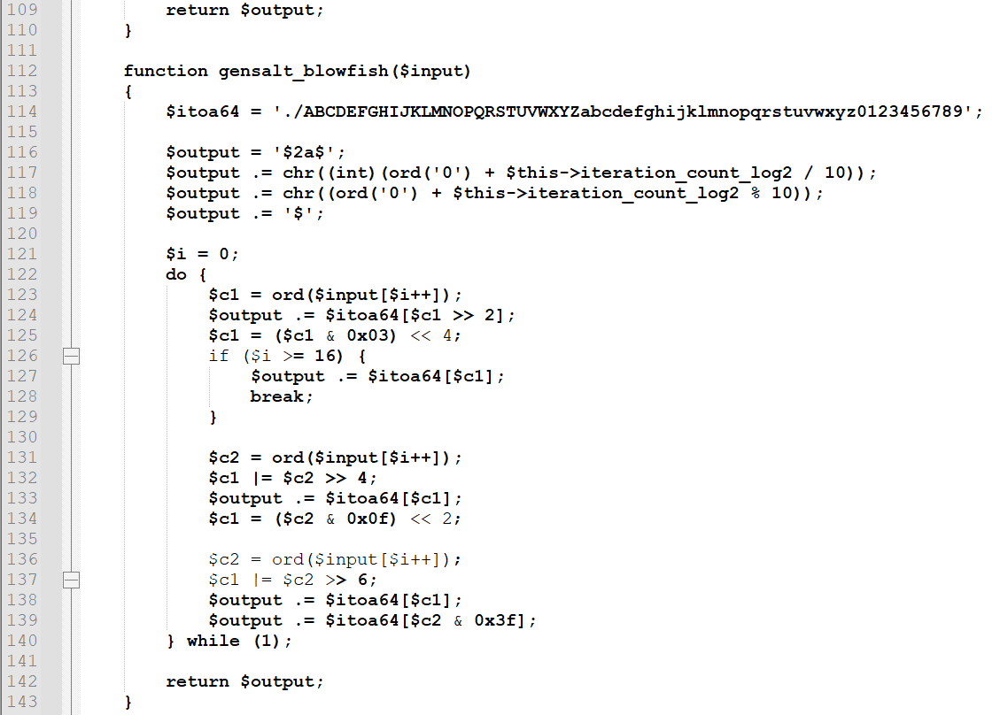 109         return $output;
110     }
111
112     function gensalt_blowfish($input)
113     {
114         $itoa64 = './ABCDEFGHIJKLMNOPQRSTUVWXYZabcdefghijklmnopqrstuvwxyz0123456789';
115
116         $output = '$2a$';
117         $output .= chr((int)(ord('0') + $this->iteration_count_log2 / 10));
118         $output .= chr((ord('0') + $this->iteration_count_log2 % 10));
119         $output .= '$';
120
121         $i = 0;
122         do {
123             $c1 = ord($input[$i++]);
124             $output .= $itoa64[$c1 >> 2];
125             $c1 = ($c1 & 0x03) << 4;
126             if ($i >= 16) {
127                 $output .= $itoa64[$c1];
128                 break;
129             }
130
131             $c2 = ord($input[$i++]);
132             $c1 |= $c2 >> 4;
133             $output .= $itoa64[$c1];
134             $c1 = ($c2 & 0x0f) << 2;
135
136             $c2 = ord($input[$i++]);
137             $c1 |= $c2 >> 6;
138             $output .= $itoa64[$c1];
139             $output .= $itoa64[$c2 & 0x3f];
140         } while (1);
141
142         return $output;
143     }